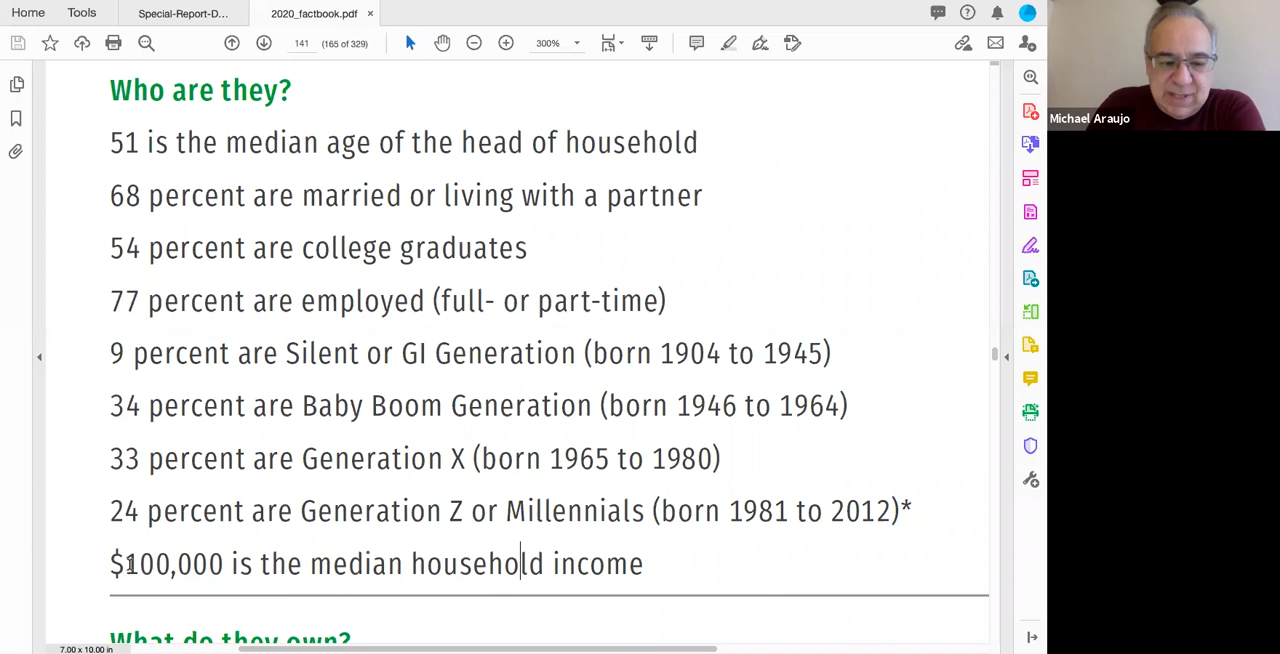 Home Tools Special-Report-D... 2020_factbook.pdf ×
141 (165 of 329) 300%
Who are they?
51 is the median age of the head of household
68 percent are married or living with a partner
54 percent are college graduates
77 percent are employed (full- or part-time)
9 percent are Silent or GI Generation (born 1904 to 1945)
34 percent are Baby Boom Generation (born 1946 to 1964)
33 percent are Generation X (born 1965 to 1980)
24 percent are Generation Z or Millennials (born 1981 to 2012)*
$100,000 is the median household income
What do they own?
7.00 x 10.00 in
Michael Araujo